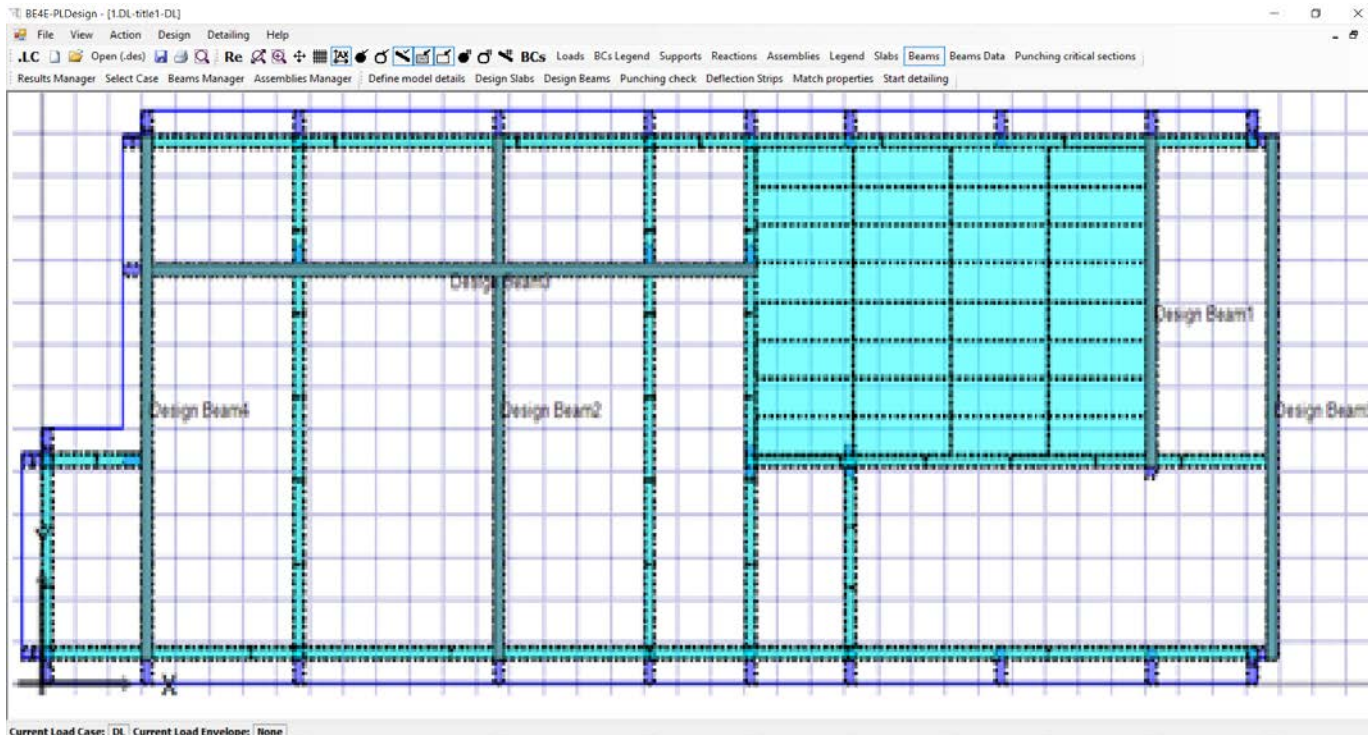 BE4E-PLDesign - [1.DL-title1-DL]
File View Action Design Detailing Help
.LC Open (.des) Re AX BCs Loads BCs Legend Supports Reactions Assemblies Legend Slabs Beams Beams Data Punching critical sections
Results Manager Select Case Beams Manager Assemblies Manager Define model details Design Slabs Design Beams Punching check Deflection Strips Match properties Start detailing
Design Beam3
Design Beam1
Design Beam4 Design Beam2 Design Beam
X
Current Load Case: DL Current Load Envelope: None